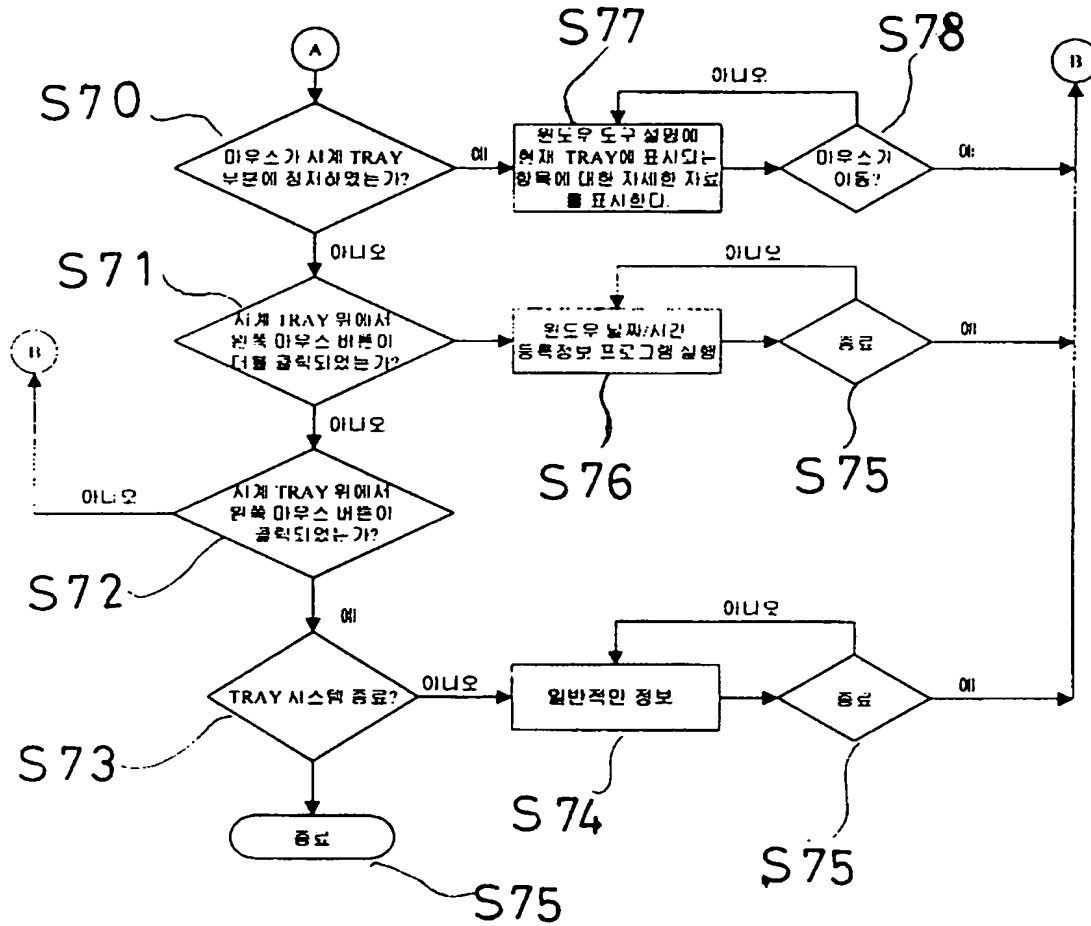 A
S77
S78
B
S70
아니오
마우스가 시계 TRAY
부분에 정지하였는가?
예
윈도우 도구 설명에
현재 TRAY에 표시되는
항목에 대한 자세한 자료
를 표시한다.
마우스가
이동?
예
아니오
S71
아니오
시계 TRAY 위에서
왼쪽 마우스 버튼이
더블 클릭되었는가?
윈도우 날짜/시간
등록정보 프로그램 실행
종료
예
B
아니오
S76
S75
아니오
시계 TRAY 위에서
왼쪽 마우스 버튼이
클릭되었는가?
S72
예
아니오
TRAY 시스템 종료?
아니오
일반적인 정보
종료
예
S73
S74
S75
종료
S75